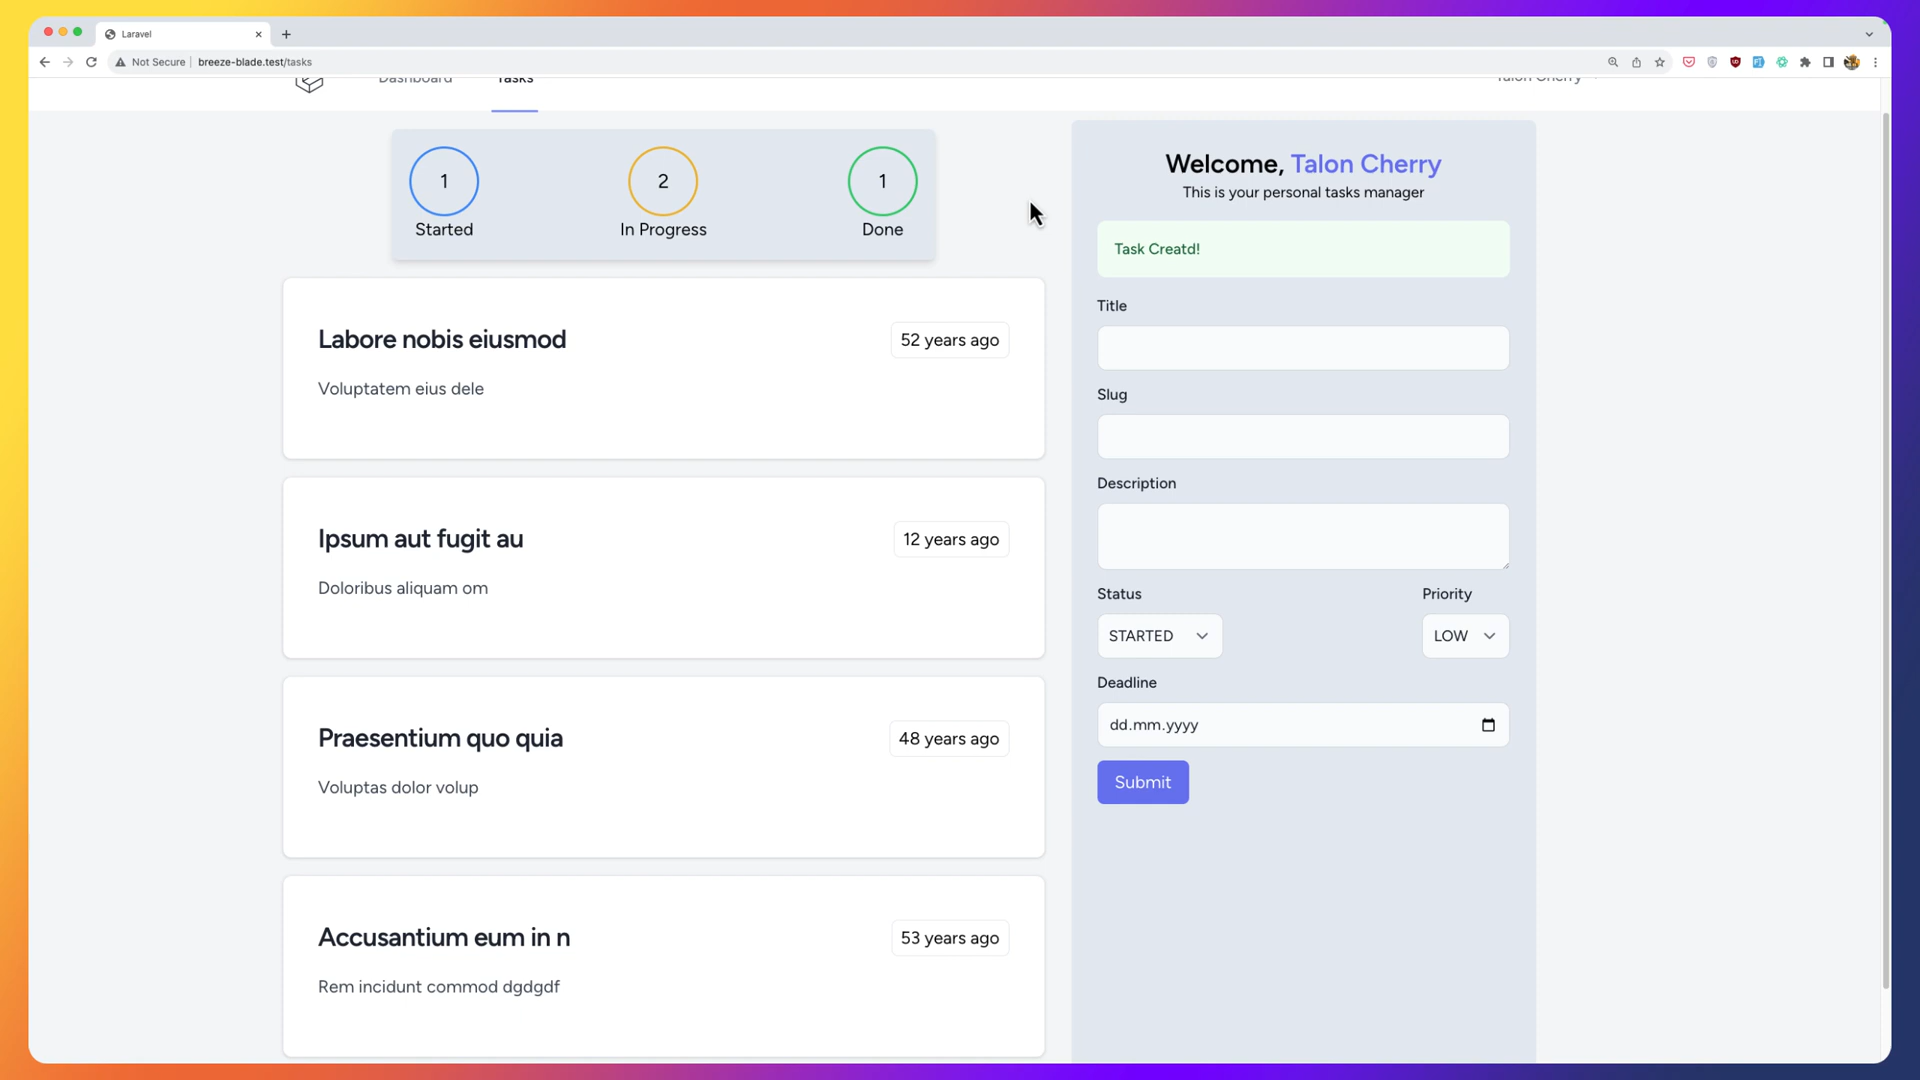 Laravel
Not Secure
breeze-blade.test/tasks
Dashboard
Tasks
Talon Cherry
1
Started
2
In Progress
1
Done
Labore nobis eiusmod
52 years ago
Voluptatem eius dele
Ipsum aut fugit au
12 years ago
Doloribus aliquam om
Praesentium quo quia
48 years ago
Voluptas dolor volup
Accusantium eum in n
53 years ago
Rem incidunt commod dgdgdf
Welcome, Talon Cherry
This is your personal tasks manager
Task Creatd!
Title
Slug
Description
Status
Priority
STARTED
LOW
Deadline
dd.mm.yyyy
Submit